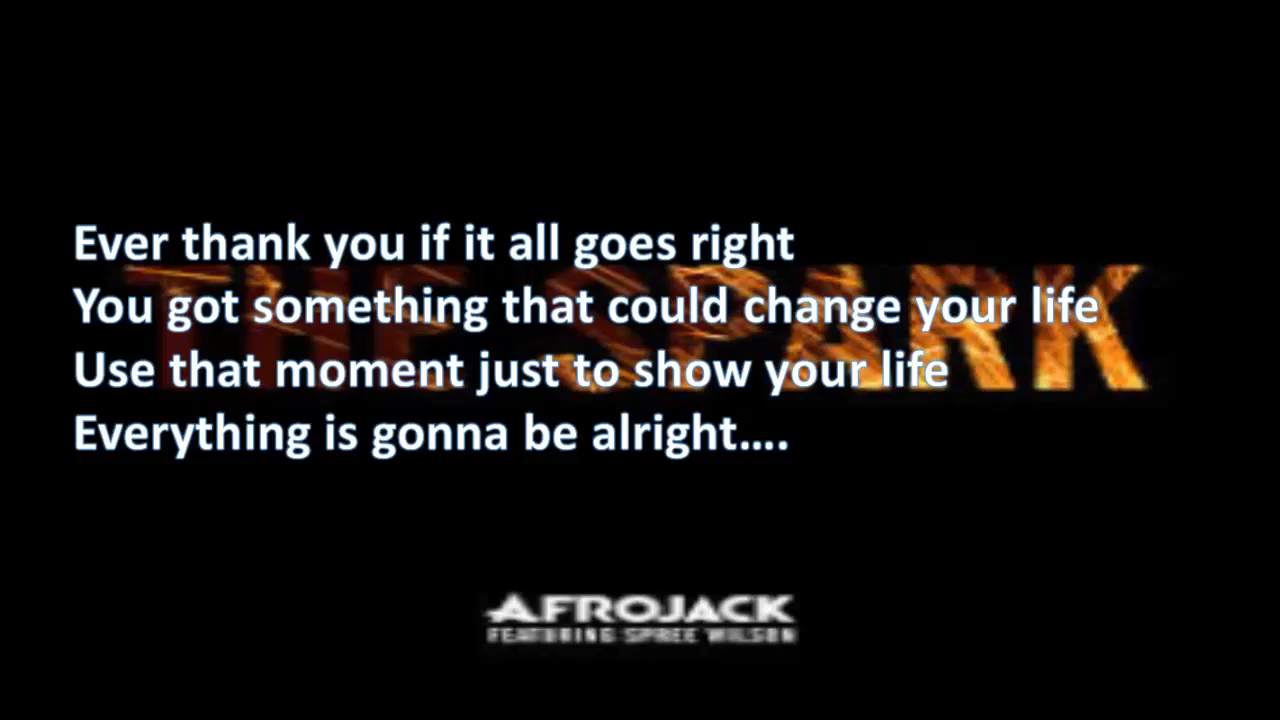 Ever thank you if it all goes right
THE SPARK
You got something that could change your life
Use that moment just to show your life
Everything is gonna be alright....
AFROJACK
FEATURING SPREE WILSON